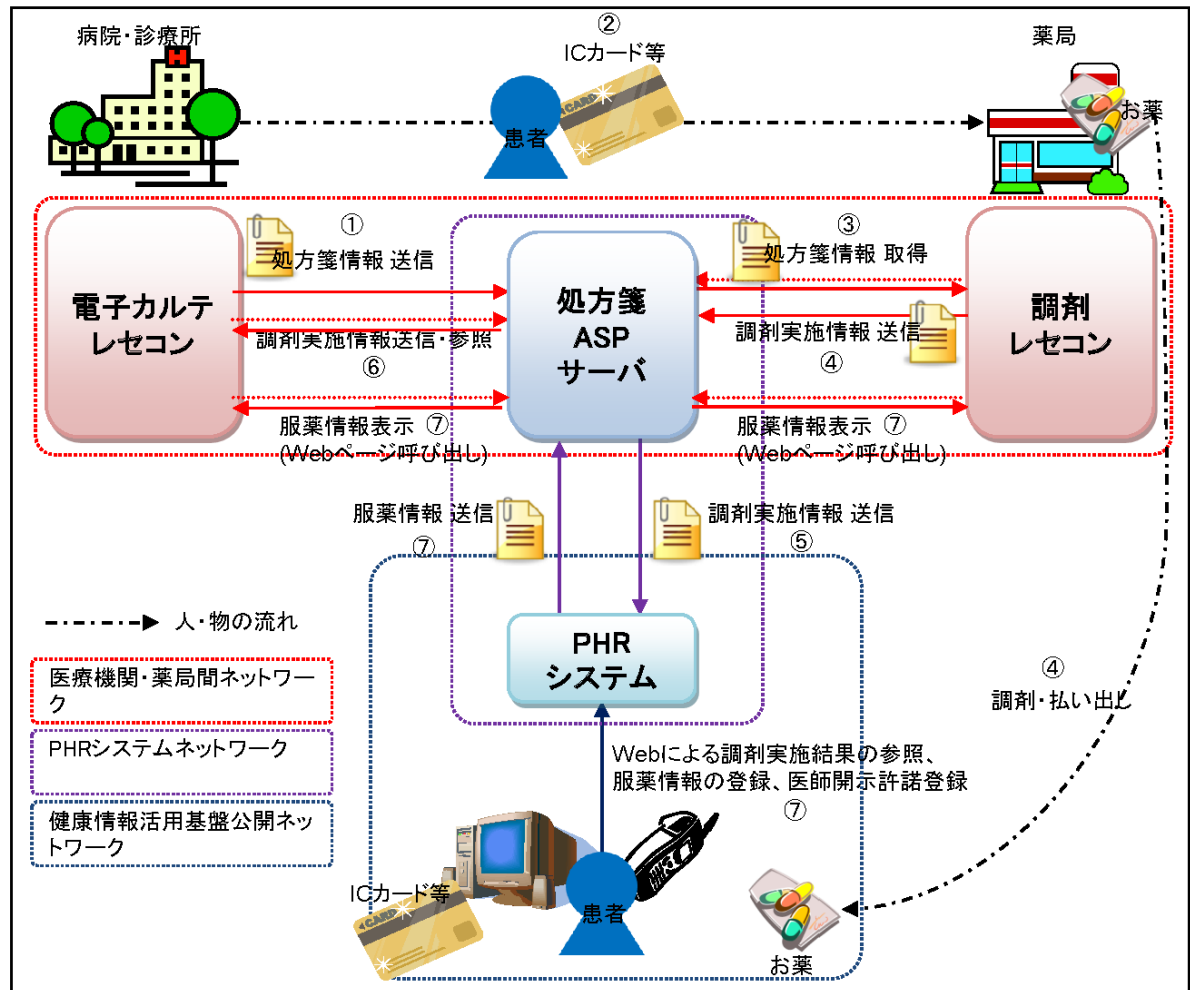 病院・診療所
②
ICカード等
薬局
CARD
患者
お薬
H
①
処方箋情報 送信
③
処方箋情報 取得
電子カルテ
レセコン
処方箋
ASP
サーバ
調剤
レセコン
調剤実施情報送信・参照
⑥
調剤実施情報 送信
④
服薬情報表示 ⑦
(Webページ呼び出し)
服薬情報表示 ⑦
(Webページ呼び出し)
服薬情報 送信
⑦
調剤実施情報 送信
⑤
人・物の流れ
PHR
システム
医療機関・薬局間ネットワー
ク
④
調剤・払い出し
PHRシステムネットワーク
Webによる調剤実施結果の参照、
服薬情報の登録、医師開示許諾登録
⑦
健康情報活用基盤公開ネッ
トワーク
ICカード等
CARD
患者
お薬